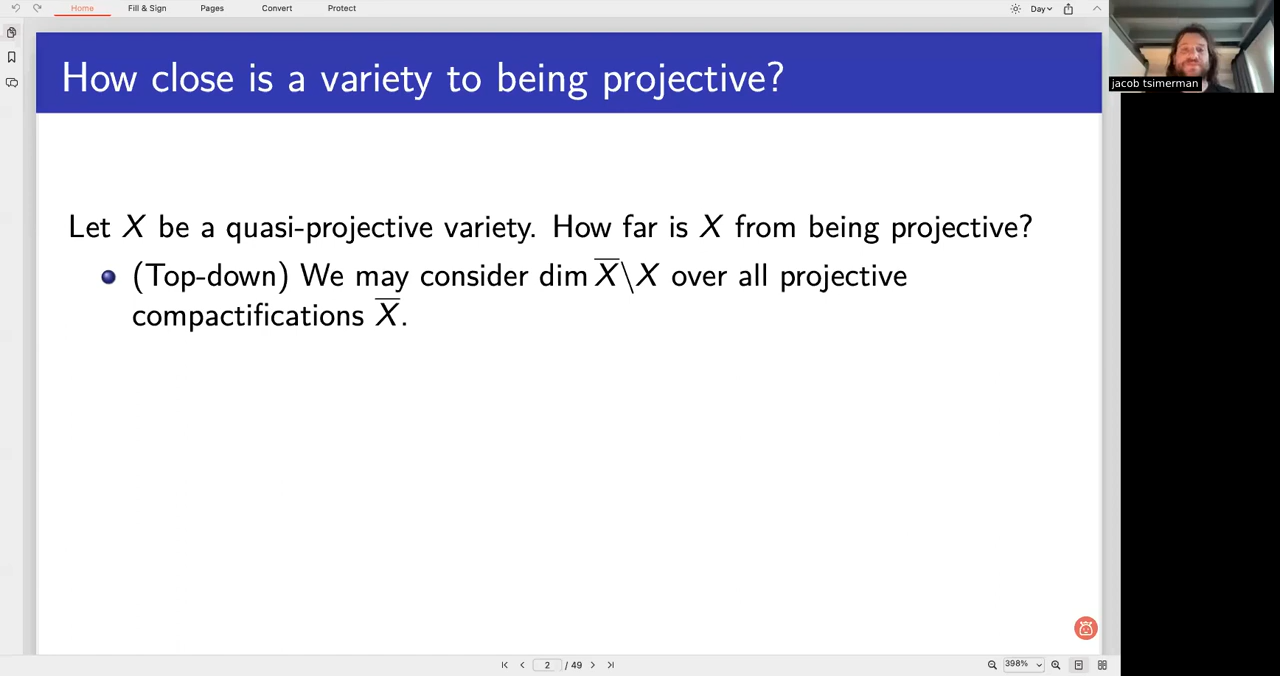 Home Fill & Sign Pages Convert Protect Day
jacob tsimerman
How close is a variety to being projective?
Let X be a quasi-projective variety. How far is X from being projective?
(Top-down) We may consider dim X̅\X over all projective
compactifications X̅.
2 / 49 398%